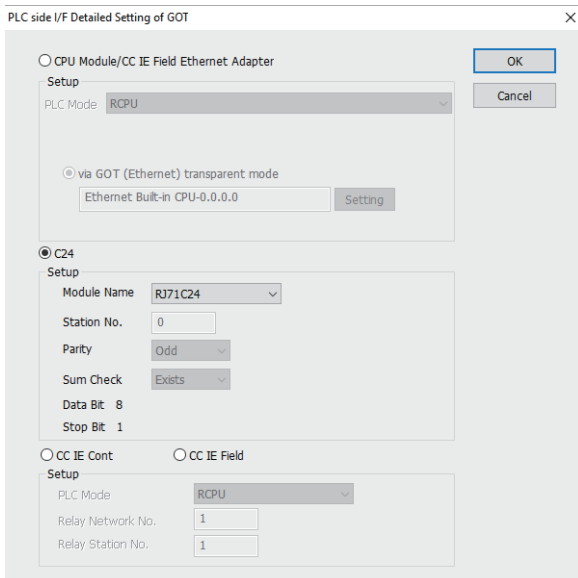 PLC side I/F Detailed Setting of GOT
CPU Module/CC IE Field Ethernet Adapter
OK
Setup
PLC Mode RCPU
Cancel
via GOT (Ethernet) transparent mode
Ethernet Built-in CPU-0.0.0.0 Setting
C24
Setup
Module Name RJ71C24
Station No. 0
Parity Odd
Sum Check Exists
Data Bit 8
Stop Bit 1
CC IE Cont CC IE Field
Setup
PLC Mode RCPU
Relay Network No. 1
Relay Station No. 1